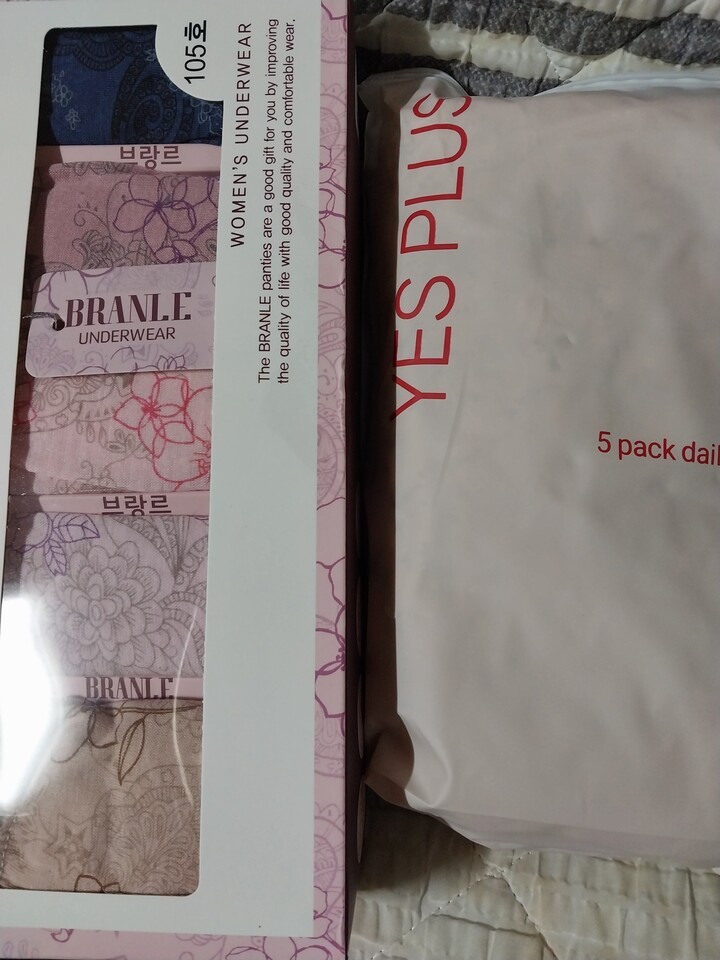 105호
브랑르
BRANLE
UNDERWEAR
브랑르
BRANLE
WOMEN'S UNDERWEAR
The BRANLE panties are a good gift for you by improving
the quality of life with good quality and comfortable wear.
YES PLUS
5 pack dail